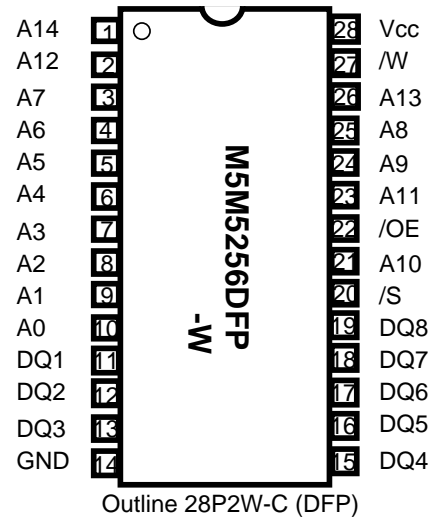 A14 1 28 Vcc
A12 2 27 /W
A7 3 26 A13
A6 4 25 A8
A5 5 24 A9
A4 6 23 A11
A3 7 22 /OE
A2 8 21 A10
A1 9 20 /S
A0 10 19 DQ8
DQ1 11 18 DQ7
DQ2 12 17 DQ6
DQ3 13 16 DQ5
GND 14 15 DQ4
M5M5256DFP
-W
Outline 28P2W-C (DFP)